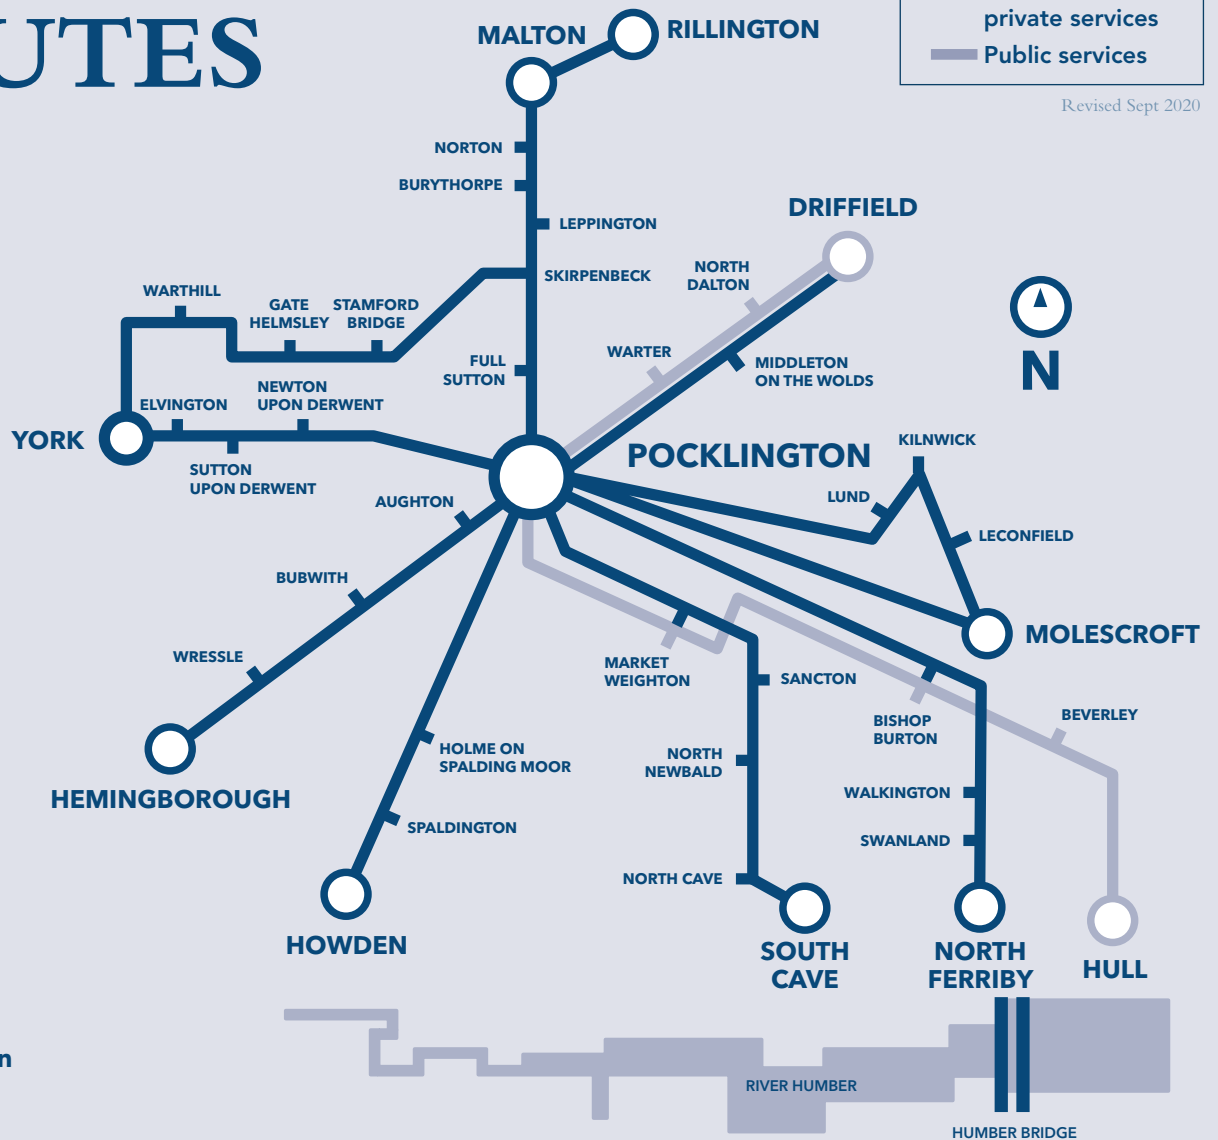 UTES
private services
Public services
Revised Sept 2020
MALTON
RILLINGTON
NORTON
BURYTHORPE
LEPPINGTON
SKIRPENBECK
FULL
SUTTON
DRIFFIELD
NORTH
DALTON
WARTER
MIDDLETON
ON THE WOLDS
N
WARTHILL
GATE
HELMSLEY
STAMFORD
BRIDGE
NEWTON
UPON DERWENT
ELVINGTON
YORK
SUTTON
UPON DERWENT
POCKLINGTON
KILNWICK
LUND
LECONFIELD
MOLESCROFT
AUGHTON
BUBWITH
WRESSLE
HEMINGBOROUGH
HOLME ON
SPALDING MOOR
SPALDINGTON
HOWDEN
MARKET
WEIGHTON
SANCTON
NORTH
NEWBALD
NORTH CAVE
SOUTH
CAVE
BISHOP
BURTON
WALKINGTON
SWANLAND
NORTH
FERRIBY
BEVERLEY
HULL
n
RIVER HUMBER
HUMBER BRIDGE